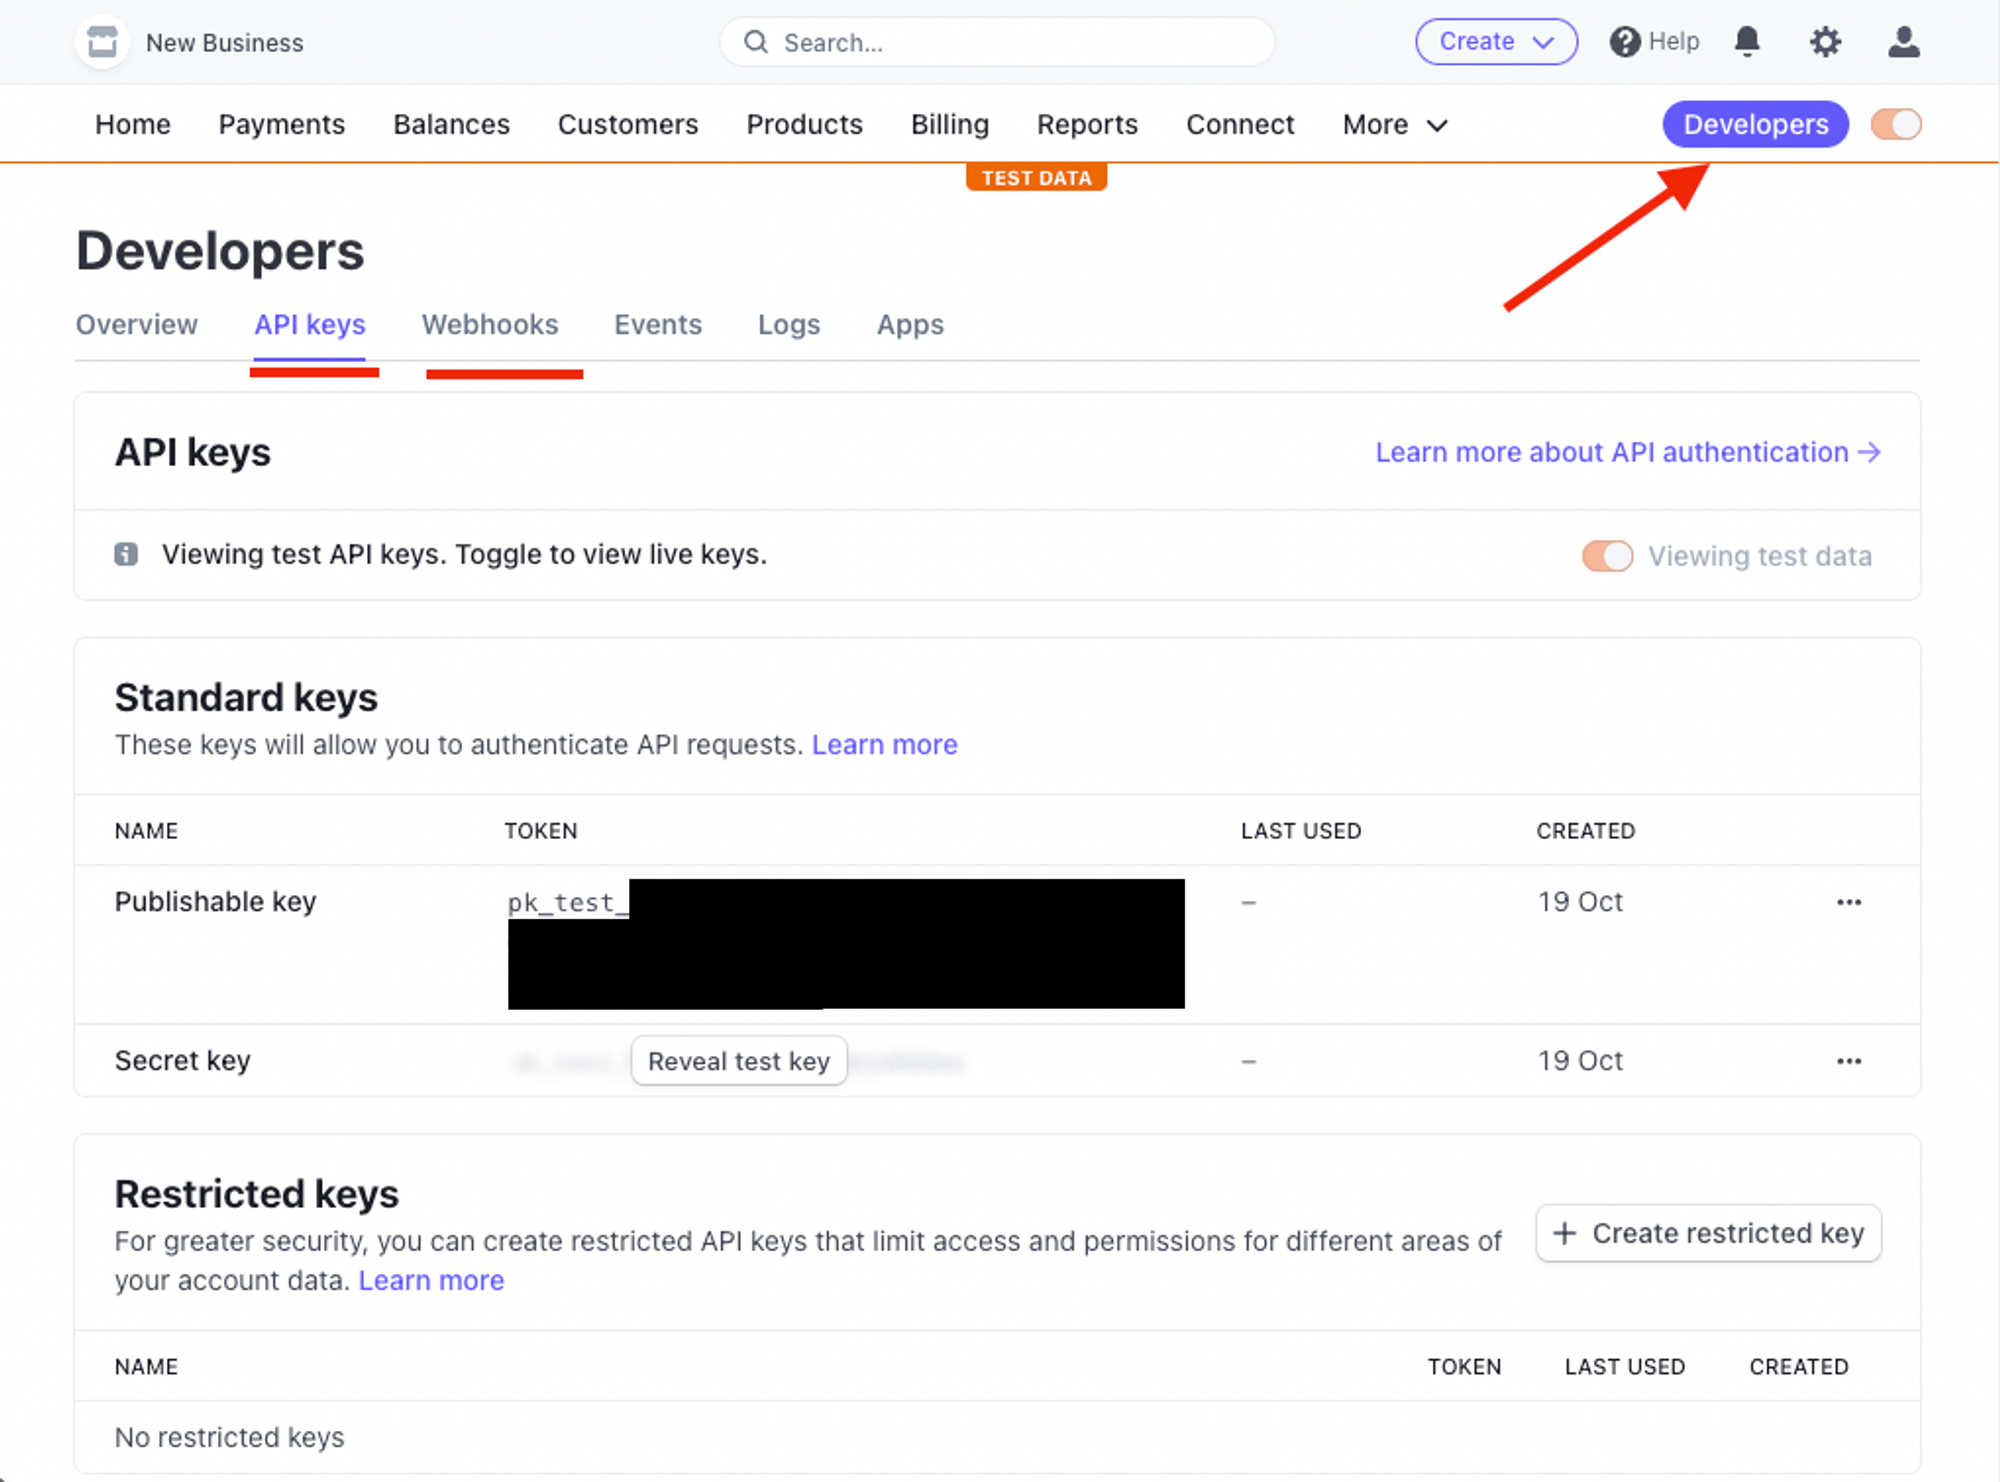 New Business
Search...
Create
Help
Home Payments Balances Customers Products Billing Reports Connect More Developers
TEST DATA
Developers
Overview API keys Webhooks Events Logs Apps
API keys
Learn more about API authentication →
Viewing test API keys. Toggle to view live keys.
Viewing test data
Standard keys
These keys will allow you to authenticate API requests. Learn more
NAME TOKEN LAST USED CREATED
Publishable key pk_test_ – 19 Oct •••
Secret key Reveal test key – 19 Oct •••
Restricted keys
For greater security, you can create restricted API keys that limit access and permissions for different areas of
your account data. Learn more
+ Create restricted key
NAME TOKEN LAST USED CREATED
No restricted keys